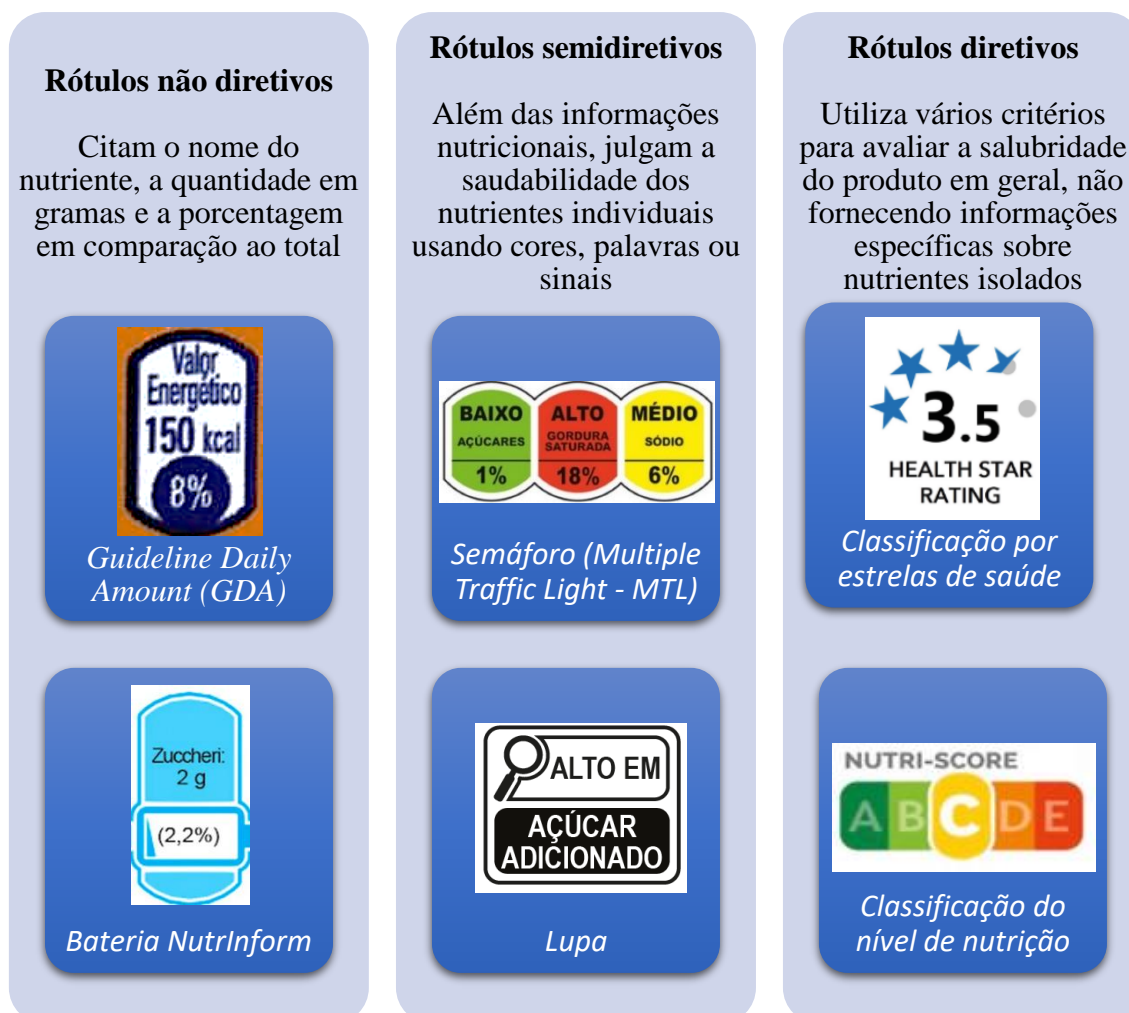 Rótulos não diretivos
Citam o nome do
nutriente, a quantidade em
gramas e a porcentagem
em comparação ao total
Valor
Energético
150 kcal
8%
Guideline Daily
Amount (GDA)
Zuccheri:
2 g
(2,2%)
Bateria NutrInform
Rótulos semidiretivos
Além das informações
nutricionais, julgam a
saudabilidade dos
nutrientes individuais
usando cores, palavras ou
sinais
BAIXO ALTO MÉDIO
AÇÚCARES GORDURA SATURADA SÓDIO
1% 18% 6%
Semáforo (Multiple
Traffic Light - MTL)
ALTO EM
AÇÚCAR
ADICIONADO
Lupa
Rótulos diretivos
Utiliza vários critérios
para avaliar a salubridade
do produto em geral, não
fornecendo informações
específicas sobre
nutrientes isolados
3.5
HEALTH STAR
RATING
Classificação por
estrelas de saúde
NUTRI-SCORE
A B C D E
Classificação do
nível de nutrição